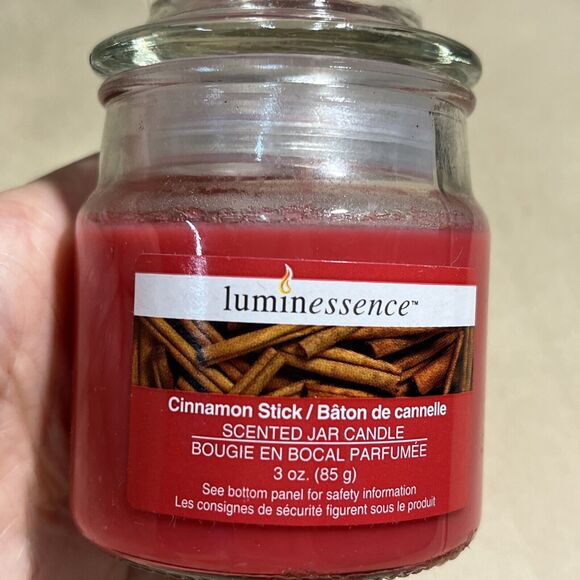 luminessence™
Cinnamon Stick / Bâton de cannelle
SCENTED JAR CANDLE
BOUGIE EN BOCAL PARFUMÉE
3 oz. (85 g)
See bottom panel for safety information
Les consignes de sécurité figurent sous le produit